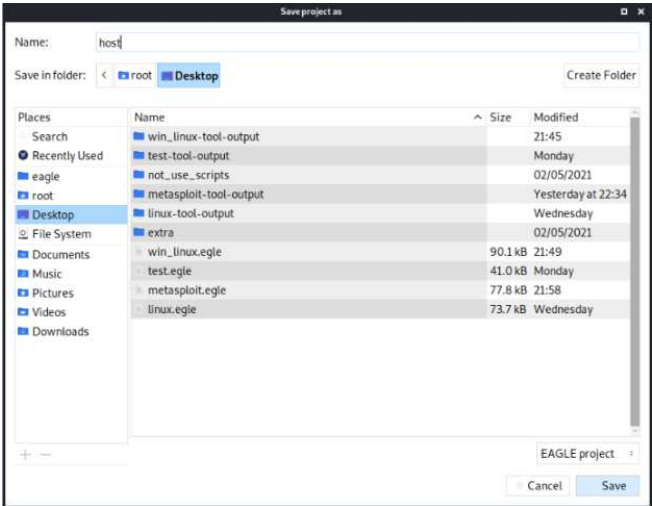 Save project as
Name: host
Save in folder: root Desktop Create Folder
Places Name Size Modified
Search win_linux-tool-output 21:45
Recently Used test-tool-output Monday
eagle not_use_scripts 02/05/2021
root metasploit-tool-output Yesterday at 22:34
Desktop linux-tool-output Wednesday
File System extra 02/05/2021
Documents win_linux.egle 90.1 kB 21:49
Music test.egle 41.0 kB Monday
Pictures metasploit.egle 77.8 kB 21:58
Videos linux.egle 73.7 kB Wednesday
Downloads
EAGLE project
Cancel Save